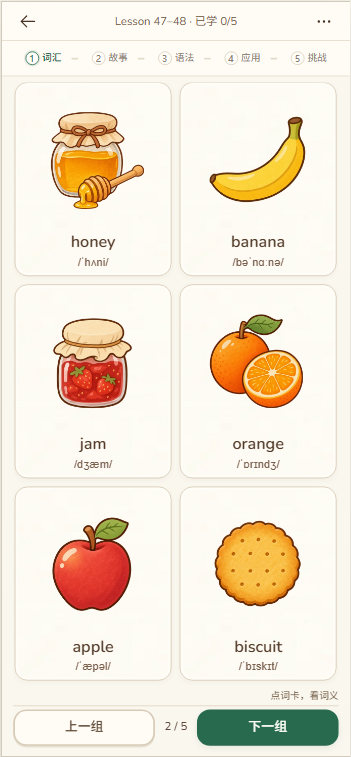 Lesson 47–48 · 已学 0/5
1 词汇 – 2 故事 – 3 语法 – 4 应用 – 5 挑战
honey banana
/ˈhʌni/ /bəˈnɑːnə/
jam orange
/dʒæm/ /ˈɒrɪndʒ/
apple biscuit
/ˈæpəl/ /ˈbɪskɪt/
点词卡，看词义
上一组 2 / 5 下一组